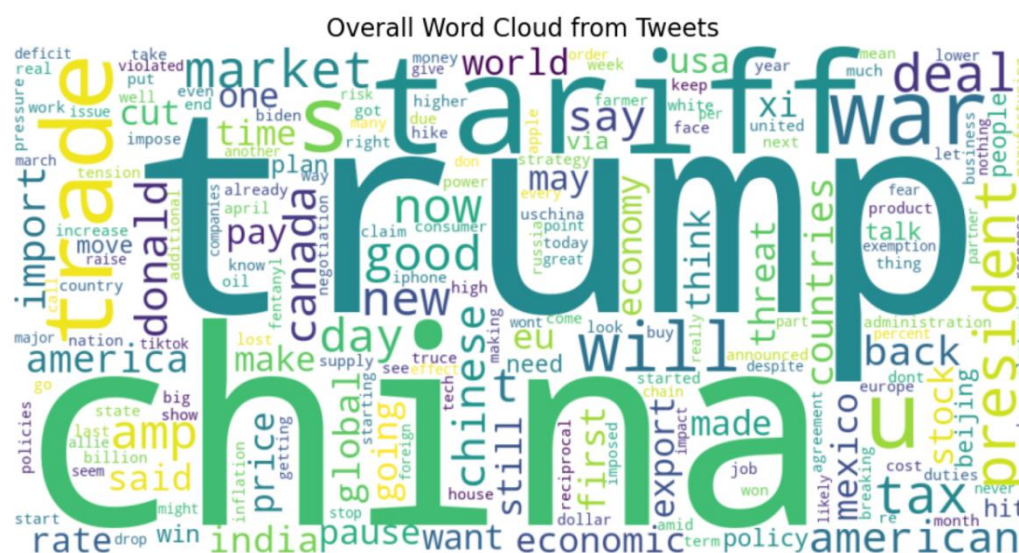 Overall Word Cloud from Tweets
deficit take market money world order usa year mean lower
real violated give week keep much deal
pressure put even one s tariff war
work issue well end biden risk got higher farmer white xi
trade cut time many due say face per united people
impose right hike via next let business nothing
march tension another plan don apple strategy
import donald companies already way power may every economy think threat countries fear
increase additional april canada now uschina product president
move pay claim consumer russia point talk partner
raise know negotiation good today exemption
call country oil fentanyl iphone high great thing
trump
new
major nation tiktok lost day making wont come look buy really part administration
america make supply truce eu will announced percent
go see effect need despite back
policies big starting chinese tech t started dont europe
state show price global going chain made agreement u stock beijing
last amp getting foreign still reciprocal first imposed export impact mexico
allie billion job breaking cost
seem said inflation house won duties
china
might stop dollar likely tax never
start rate drop win india pause want economic amid term policy re month american hit